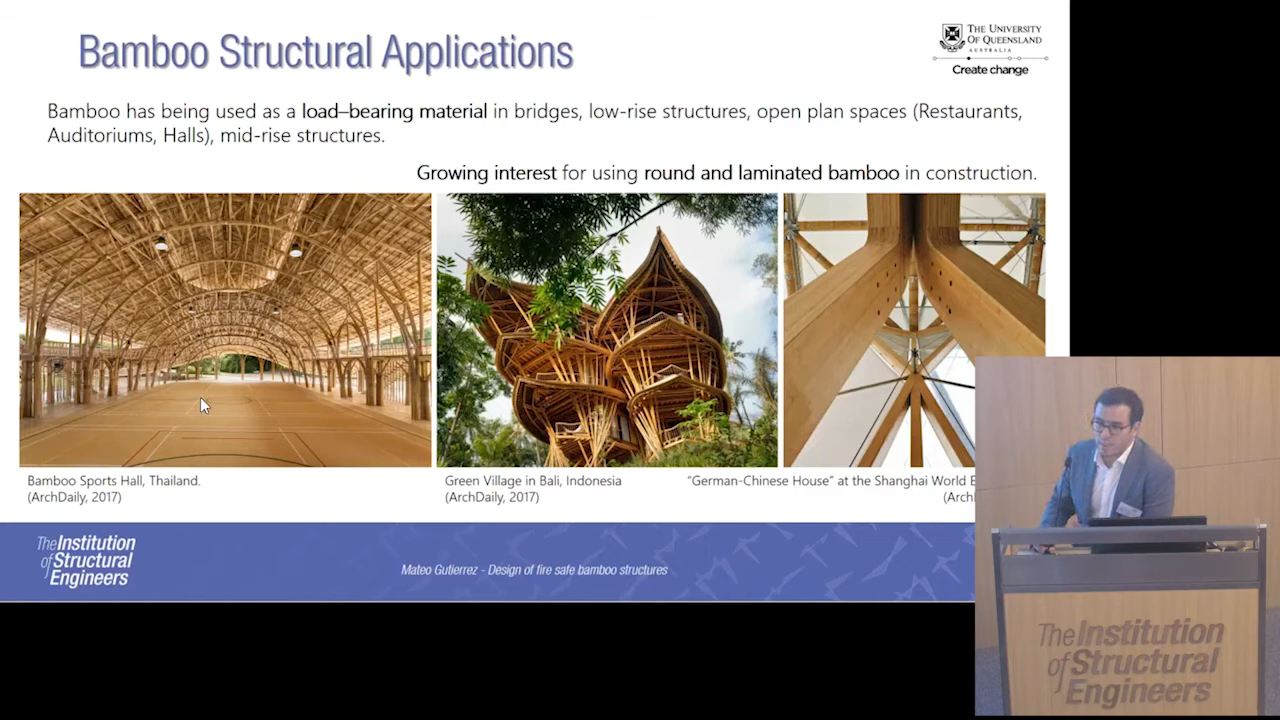 Bamboo Structural Applications
THE UNIVERSITY
OF QUEENSLAND
AUSTRALIA
Create change
Bamboo has being used as a load–bearing material in bridges, low-rise structures, open plan spaces (Restaurants,
Auditoriums, Halls), mid-rise structures.
Growing interest for using round and laminated bamboo in construction.
Bamboo Sports Hall, Thailand.
(ArchDaily, 2017)
Green Village in Bali, Indonesia
(ArchDaily, 2017)
“German-Chinese House” at the Shanghai World
The Institution
of Structural
Engineers
Mateo Gutierrez - Design of fire safe bamboo structures
The Institution
of Structural
Engineers